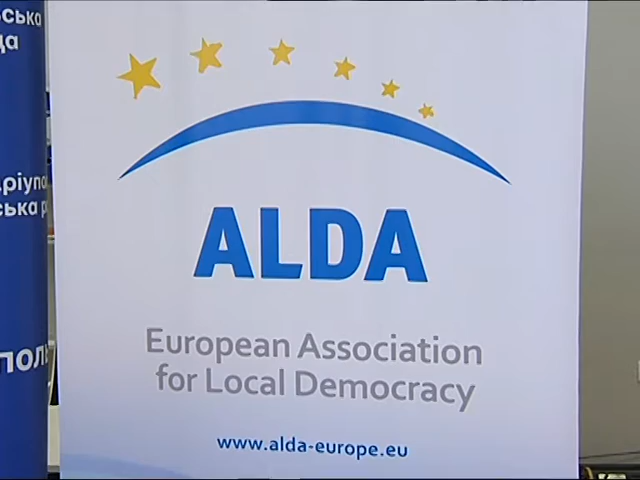 ALDA
European Association
for Local Democracy
www.alda-europe.eu